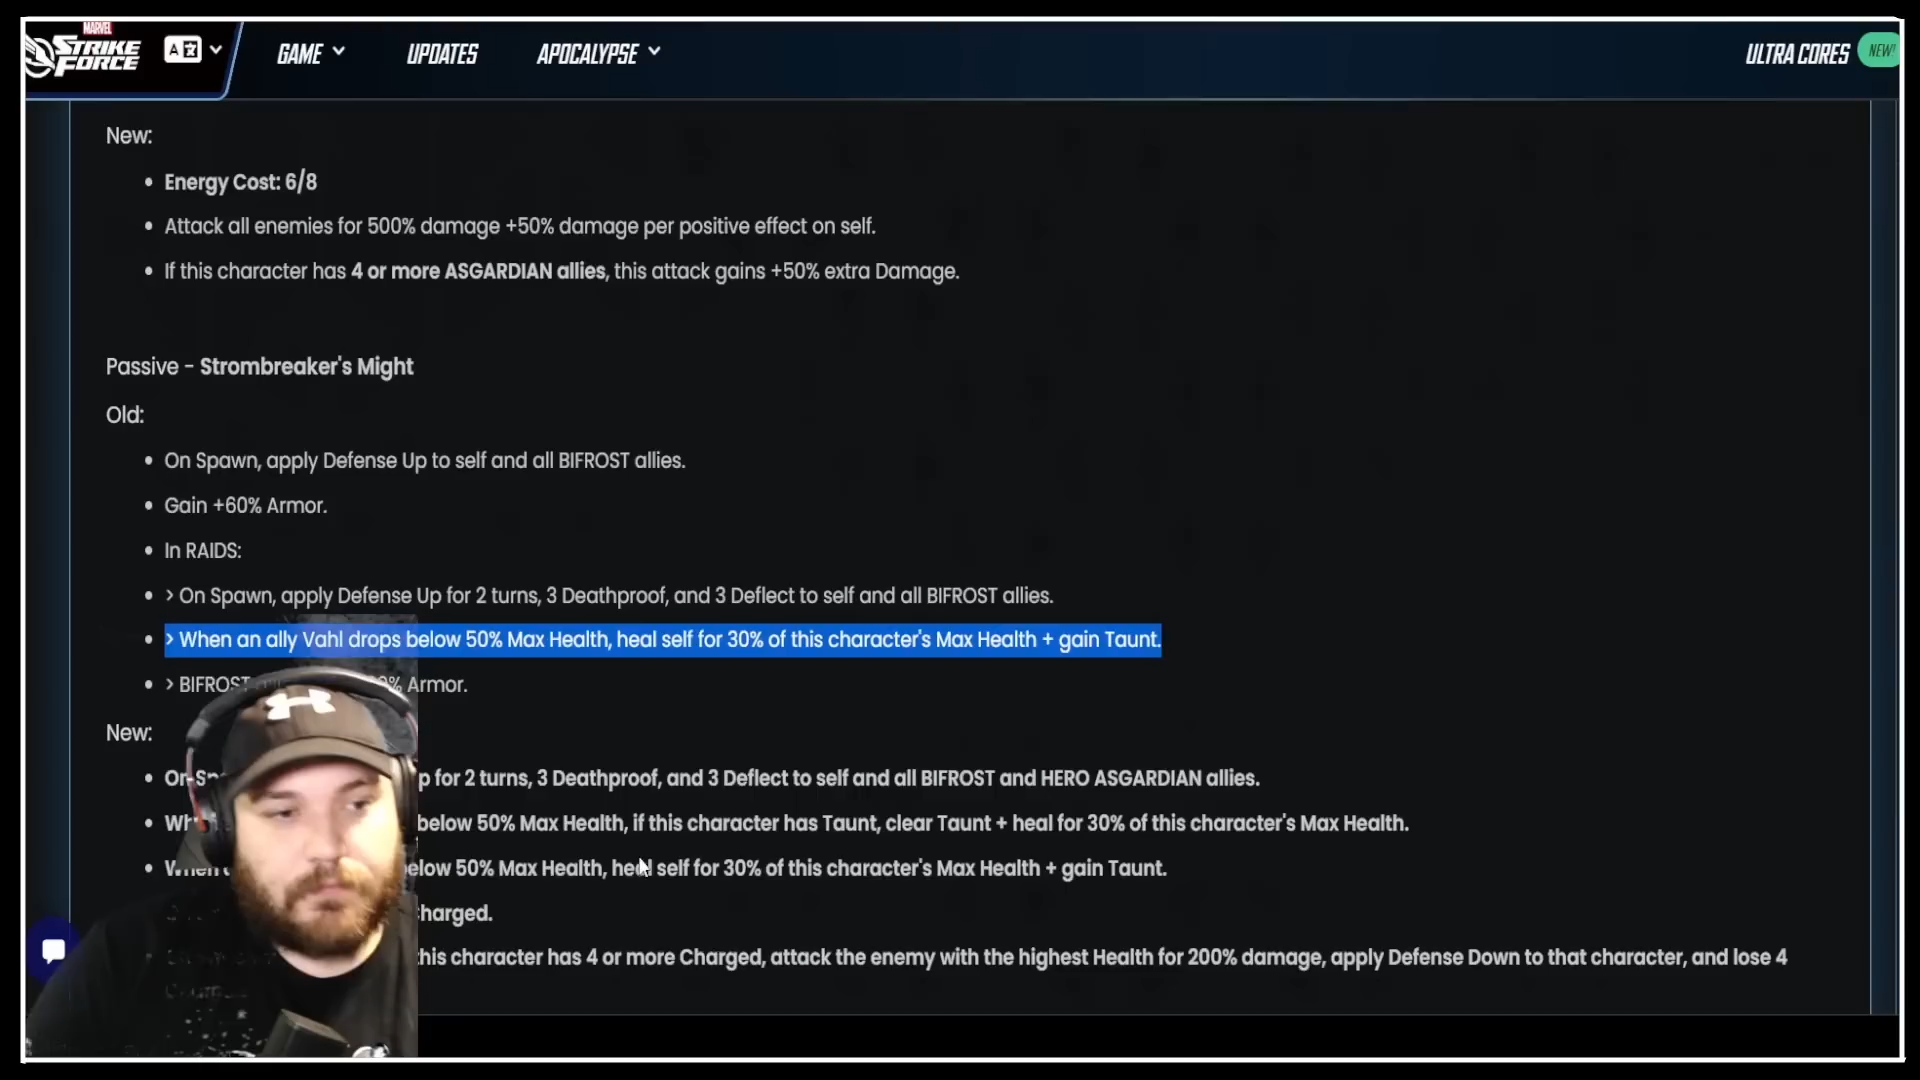 MARVEL
STRIKE
FORCE
GAME
UPDATES
APOCALYPSE
ULTRA CORES
NEW!
New:
Energy Cost: 6/8
Attack all enemies for 500% damage +50% damage per positive effect on self.
If this character has 4 or more ASGARDIAN allies, this attack gains +50% extra Damage.
Passive - Strombreaker's Might
Old:
On Spawn, apply Defense Up to self and all BIFROST allies.
Gain +60% Armor.
In RAIDS:
> On Spawn, apply Defense Up for 2 turns, 3 Deathproof, and 3 Deflect to self and all BIFROST allies.
> When an ally Vahl drops below 50% Max Health, heal self for 30% of this character's Max Health + gain Taunt.
> BIFROST Armor.
New:
for 2 turns, 3 Deathproof, and 3 Deflect to self and all BIFROST and HERO ASGARDIAN allies.
below 50% Max Health, if this character has Taunt, clear Taunt + heal for 30% of this character's Max Health.
below 50% Max Health, heal self for 30% of this character's Max Health + gain Taunt.
Charged.
this character has 4 or more Charged, attack the enemy with the highest Health for 200% damage, apply Defense Down to that character, and lose 4